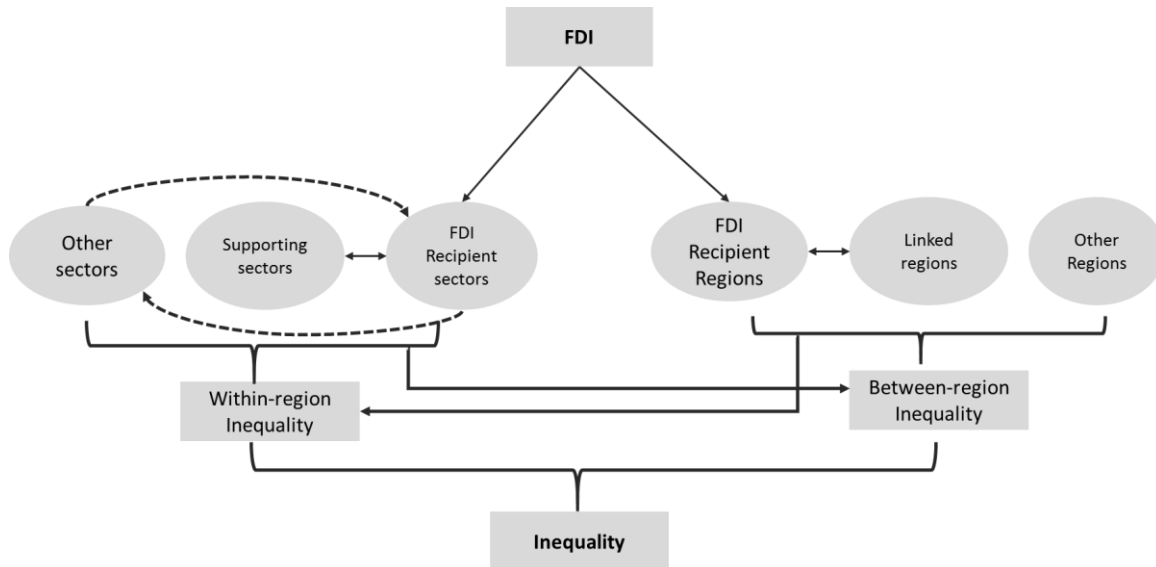 FDI
Other
sectors
Supporting
sectors
FDI
Recipient
sectors
FDI
Recipient
Regions
Linked
regions
Other
Regions
Within-region
Inequality
Between-region
Inequality
Inequality